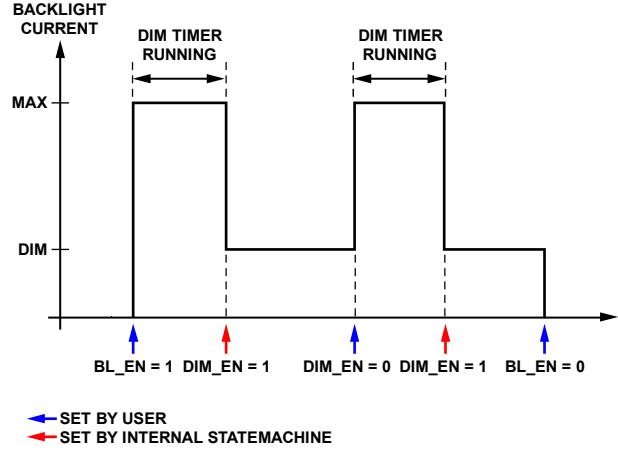 BACKLIGHT
CURRENT
DIM TIMER
RUNNING
DIM TIMER
RUNNING
MAX
DIM
BL_EN = 1 DIM_EN = 1 DIM_EN = 0 DIM_EN = 1 BL_EN = 0
SET BY USER
SET BY INTERNAL STATEMACHINE